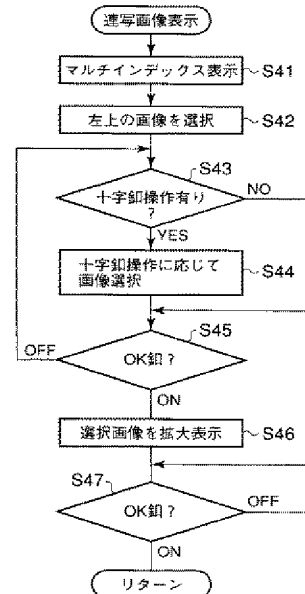 連写画像表示
マルチインデックス表示
S41
左上の画像を選択
S42
S43
十字釦操作有り
?
NO
YES
十字釦操作に応じて
画像選択
S44
S45
OFF
OK釦?
ON
選択画像を拡大表示
S46
S47
OK釦?
OFF
ON
リターン